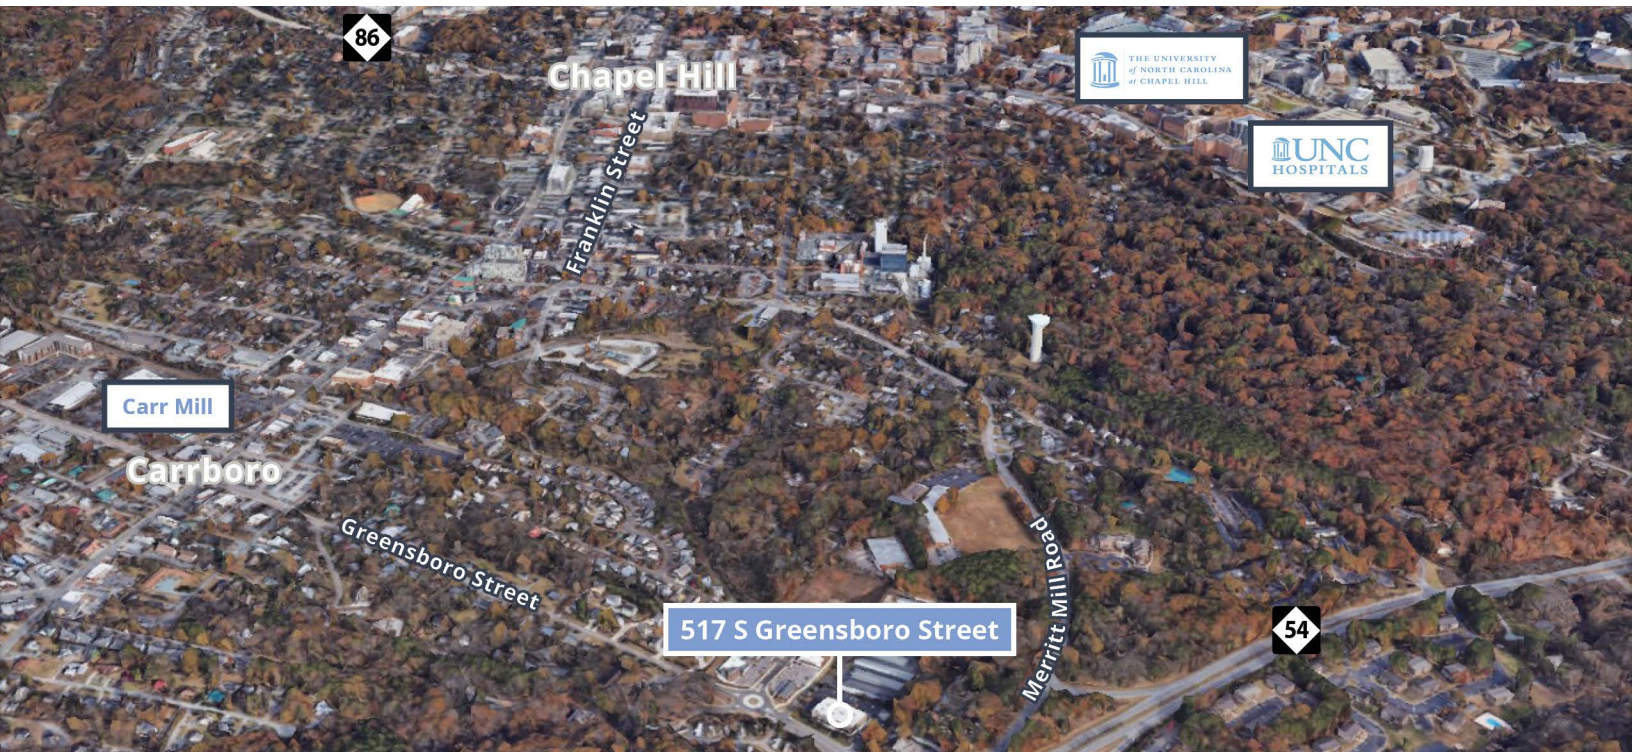 86
Chapel Hill
THE UNIVERSITY
of NORTH CAROLINA
at CHAPEL HILL
UNC
HOSPITALS
Franklin Street
Carr Mill
Carrboro
Greensboro Street
517 S Greensboro Street
Merritt Mill Road
54